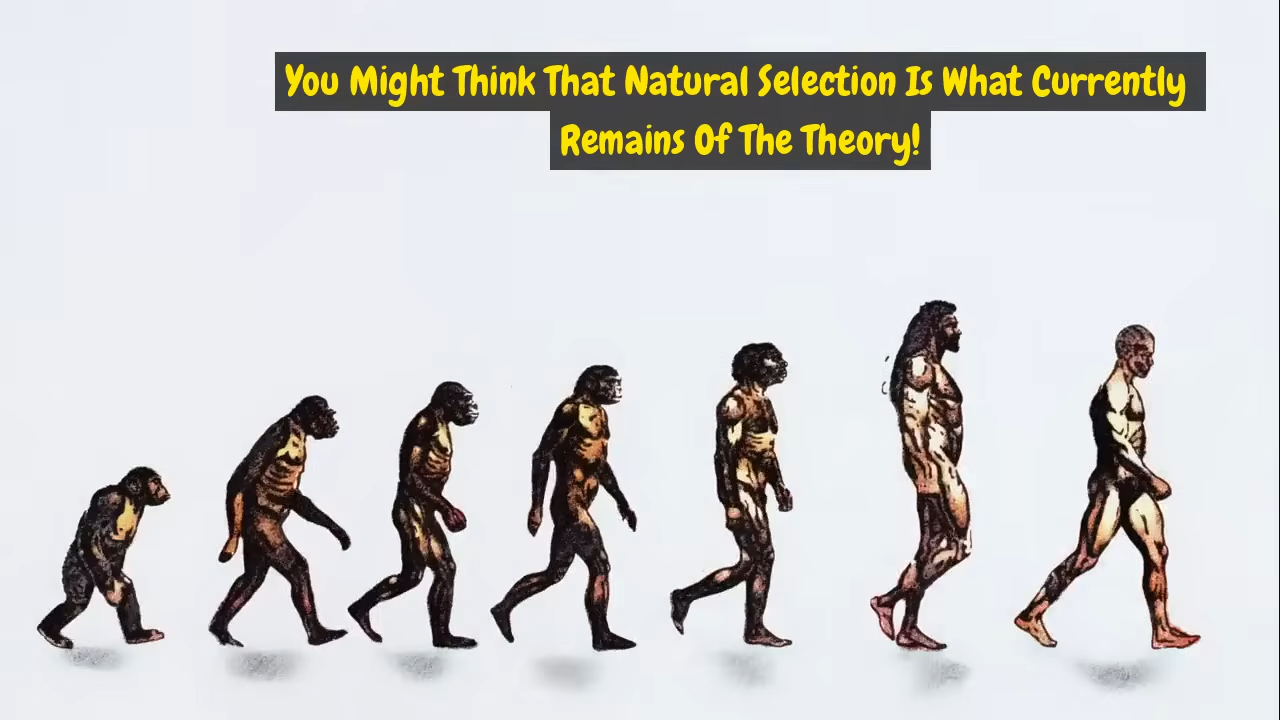 You Might Think That Natural Selection Is What Currently
Remains Of The Theory!